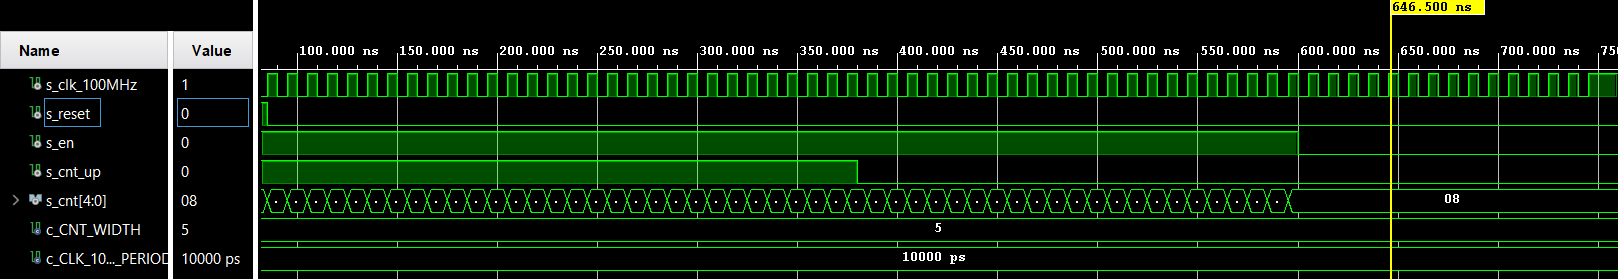 646.500 ns
Name Value
100.000 ns 150.000 ns 200.000 ns 250.000 ns 300.000 ns 350.000 ns 400.000 ns 450.000 ns 500.000 ns 550.000 ns 600.000 ns 650.000 ns 700.000 ns
s_clk_100MHz 1
s_reset 0
s_en 0
s_cnt_up 0
s_cnt[4:0] 08 08
c_CNT_WIDTH 5 5
c_CLK_10..._PERIOD 10000 ps 10000 ps